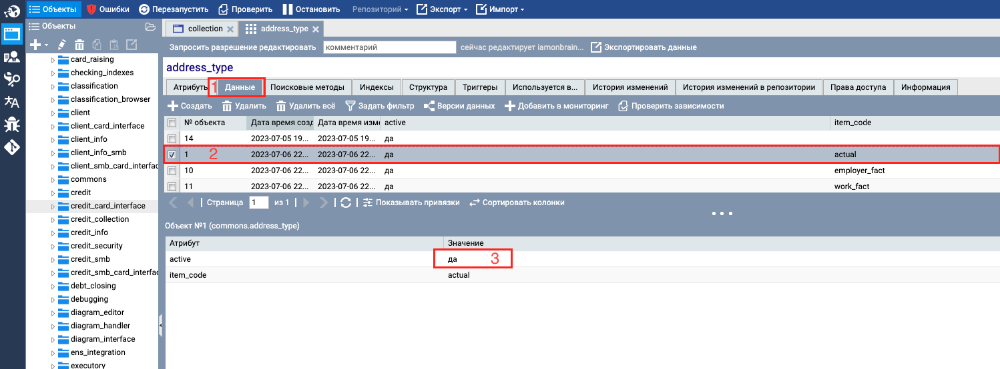 Объекты Ошибки Перезапустить Проверить Остановить Репозиторий Экспорт Импорт
Объекты
collection address_type
Запросить разрешение редактировать комментарий сейчас редактирует iamonbrain... Экспортировать данные
address_type
Атрибуты 1 Данные Поисковые методы Индексы Структура Триггеры Используется в... История изменений История изменений в репозитории Права доступа Информация
Создать Удалить Удалить всё Задать фильтр Версии данных Добавить в мониторинг Проверить зависимости
№ объекта Дата время созд Дата время изме active item_code
14 2023-07-05 19... 2023-07-05 19... да
1 2 2023-07-06 22... 2023-07-06 22... да actual
10 2023-07-06 22... 2023-07-06 22... да employer_fact
11 2023-07-06 22... 2023-07-06 22... да work_fact
Страница 1 из 1 Показывать привязки Сортировать колонки
Объект №1 (commons.address_type)
Атрибут Значение
active да 3
item_code actual
card_raising
checking_indexes
classification
classification_browser
client
client_card_interface
client_info
client_info_smb
client_smb_card_interfac
commons
credit
credit_card_interface
credit_collection
credit_info
credit_security
credit_smb
credit_smb_card_interfac
debt_closing
debugging
diagram_editor
diagram_handler
diagram_interface
ens_integration
executory